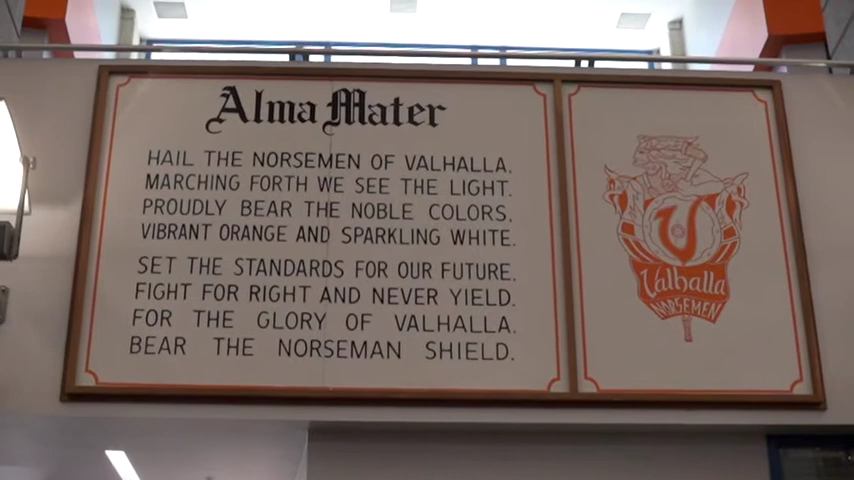 Alma Mater
HAIL THE NORSEMEN OF VALHALLA.
MARCHING FORTH WE SEE THE LIGHT.
PROUDLY BEAR THE NOBLE COLORS,
VIBRANT ORANGE AND SPARKLING WHITE.
SET THE STANDARDS FOR OUR FUTURE.
FIGHT FOR RIGHT AND NEVER YIELD.
FOR THE GLORY OF VALHALLA.
BEAR THE NORSEMAN SHIELD.
V
Valhalla
NORSEMEN